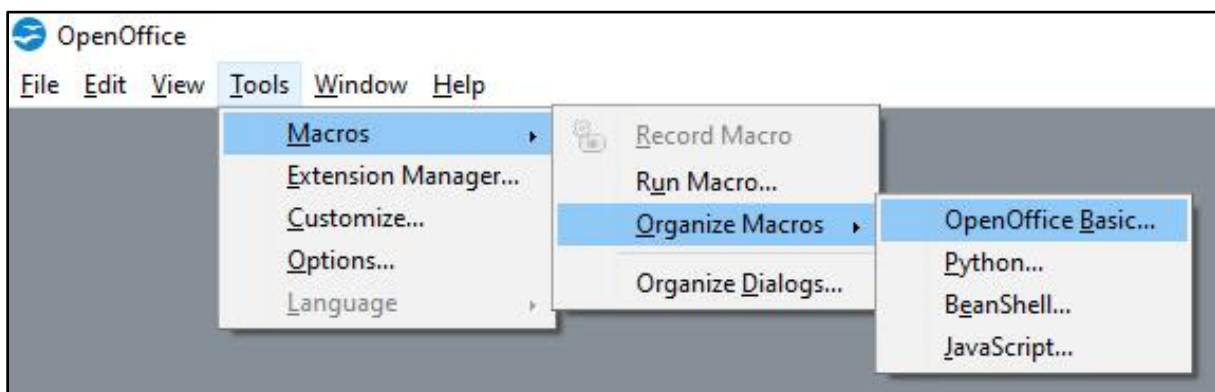 OpenOffice
File Edit View Tools Window Help
Macros
Extension Manager...
Customize...
Options...
Language
Record Macro
Run Macro...
Organize Macros
Organize Dialogs...
OpenOffice Basic...
Python...
BeanShell...
JavaScript...